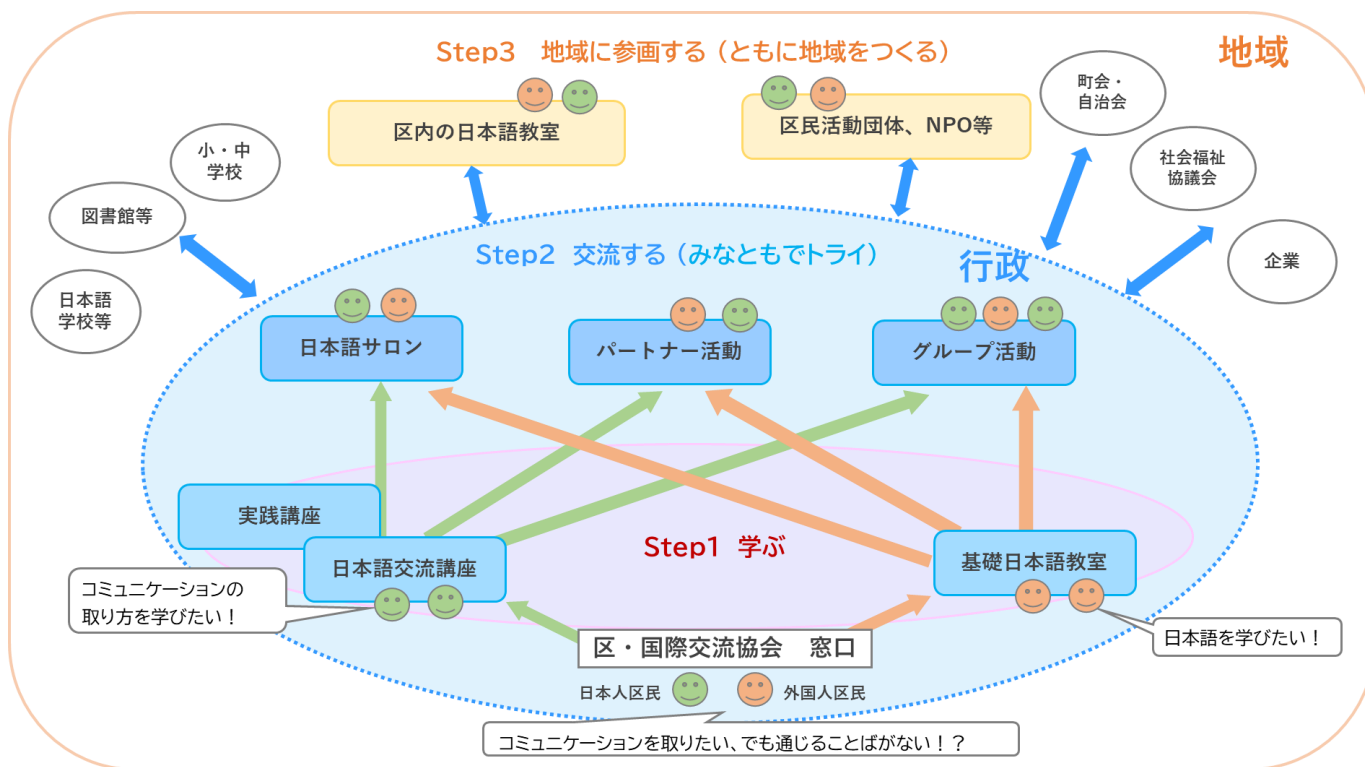 地域
Step3 地域に参画する（ともに地域をつくる）
町会・
自治会
区内の日本語教室
区民活動団体、NPO等
小・中
学校
社会福祉
協議会
図書館等
企業
日本語
学校等
Step2 交流する（みなともでトライ）
行政
日本語サロン
パートナー活動
グループ活動
実践講座
Step1 学ぶ
日本語交流講座
基礎日本語教室
コミュニケーションの
取り方を学びたい！
日本語を学びたい！
区・国際交流協会 窓口
日本人区民
外国人区民
コミュニケーションを取りたい、でも通じることばがない！？